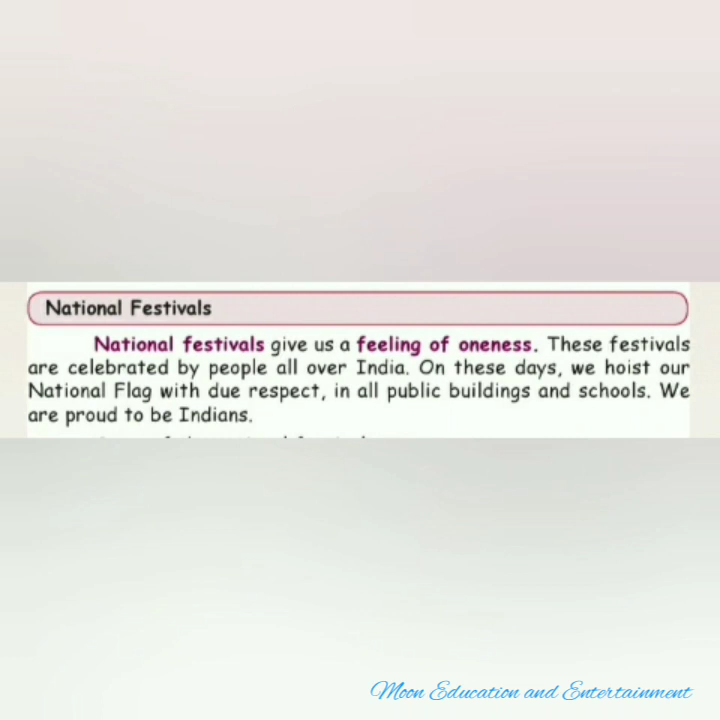 National Festivals
National festivals give us a feeling of oneness. These festivals
are celebrated by people all over India. On these days, we hoist our
National Flag with due respect, in all public buildings and schools. We
are proud to be Indians.
Moon Education and Entertainment